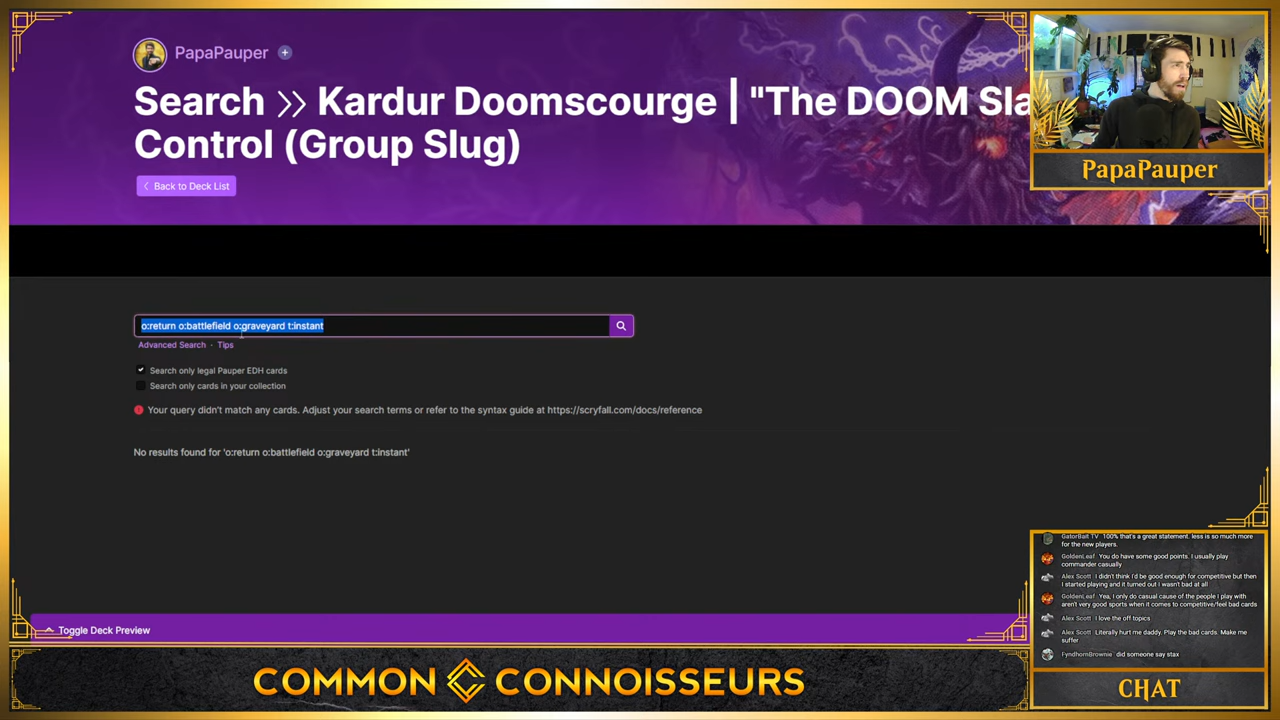 PapaPauper
Search >> Kardur Doomscourge | "The DOOM Sla
Control (Group Slug)
Back to Deck List
o:return o:battlefield o:graveyard t:instant
Advanced Search · Tips
Search only legal Pauper EDH cards
Search only cards in your collection
Your query didn't match any cards. Adjust your search terms or refer to the syntax guide at https://scryfall.com/docs/reference
No results found for 'o:return o:battlefield o:graveyard t:instant'
Toggle Deck Preview
COMMON CONNOISSEURS
PapaPauper
GatorBait TV 100% that's a great statement. less is so much more
for the new players.
GoldenLeaf You do have some good points. I usually play
commander casually
Alex Scott I didn't think I'd be good enough for competitive but then
I started playing and it turned out I wasn't bad at all
GoldenLeaf Yea, I only do casual cause of the people I play with
aren't very good sports when it comes to competitive/feel bad cards
Alex Scott I love the off topics
Alex Scott Literally hurt me daddy. Play the bad cards. Make me
suffer
FyndhornBrownie did someone say stax
CHAT